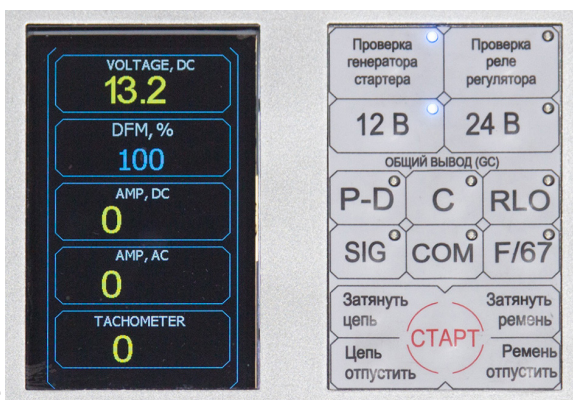 VOLTAGE, DC
13.2
DFM, %
100
AMP, DC
0
AMP, AC
0
TACHOMETER
0
Проверка
генератора
стартера
Проверка
реле
регулятора
12 В
24 В
ОБЩИЙ ВЫВОД (GC)
P-D
C
RLO
SIG
COM
F/67
Затянуть
цепь
Затянуть
ремень
СТАРТ
Цепь
отпустить
Ремень
отпустить